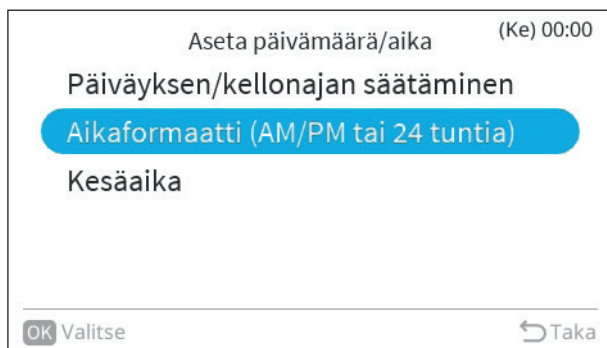 Aseta päivämäärä/aika (Ke) 00:00
Päiväyksen/kellonajan säätäminen
Aikaformaatti (AM/PM tai 24 tuntia)
Kesäaika
OK Valitse Taka